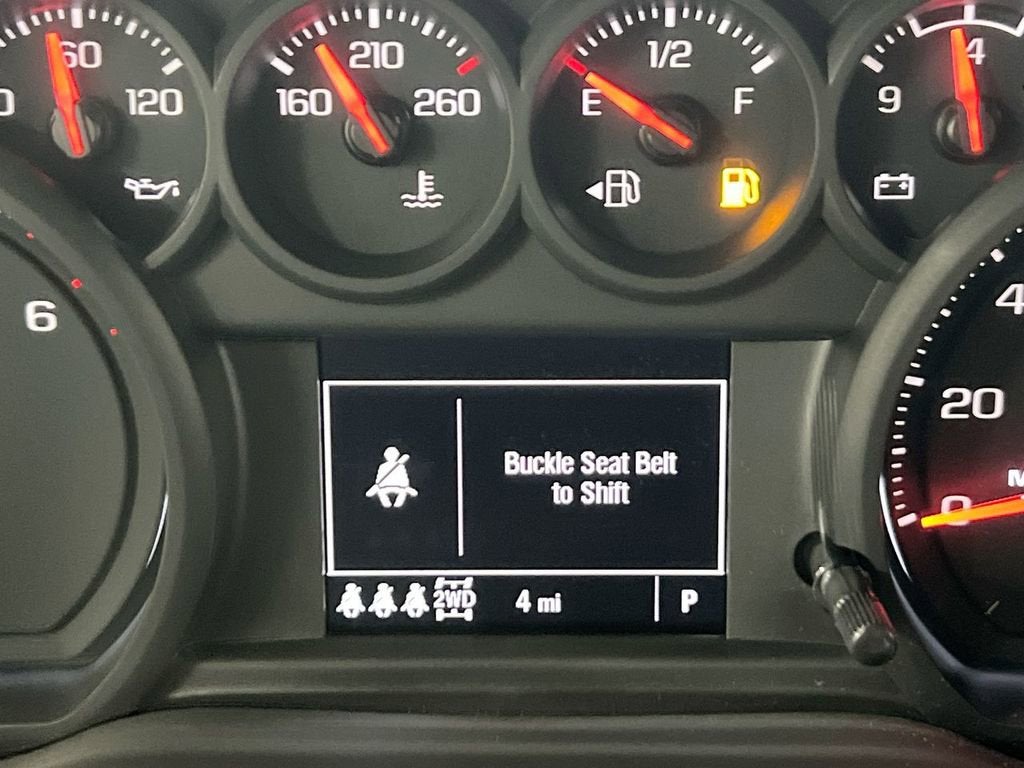 60
120
160
210
260
E
1/2
F
9
6
20
0
Buckle Seat Belt
to Shift
2WD
4 mi
P